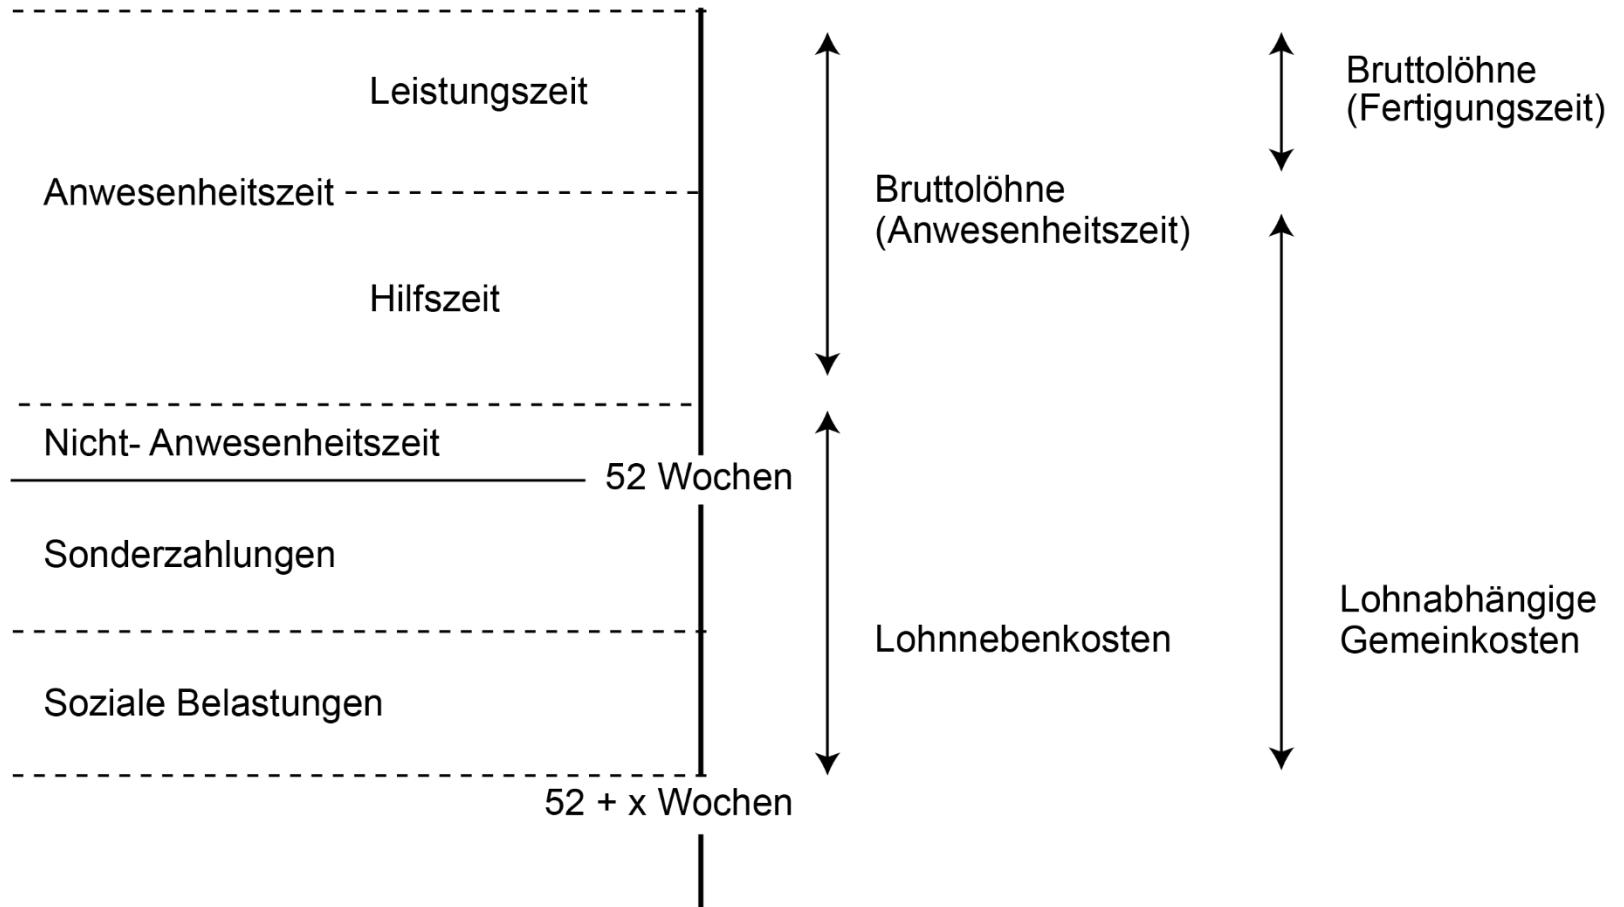 Leistungszeit
Anwesenheitszeit
Hilfszeit
Nicht- Anwesenheitszeit
52 Wochen
Sonderzahlungen
Soziale Belastungen
52 + x Wochen
Bruttolöhne
(Anwesenheitszeit)
Lohnnebenkosten
Bruttolöhne
(Fertigungszeit)
Lohnabhängige
Gemeinkosten